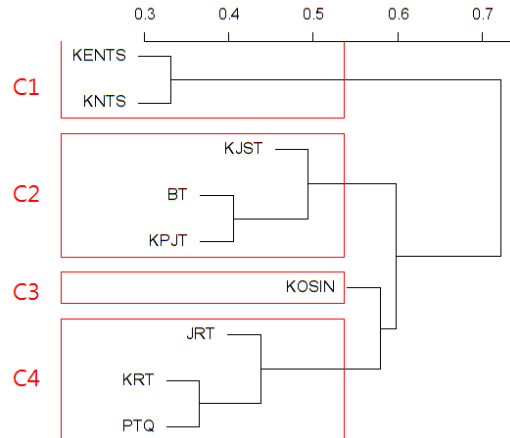 0.3 0.4 0.5 0.6 0.7
KENTS
C1
KNTS
KJST
C2
BT
KPJT
C3
KOSIN
JRT
C4
KRT
PTQ